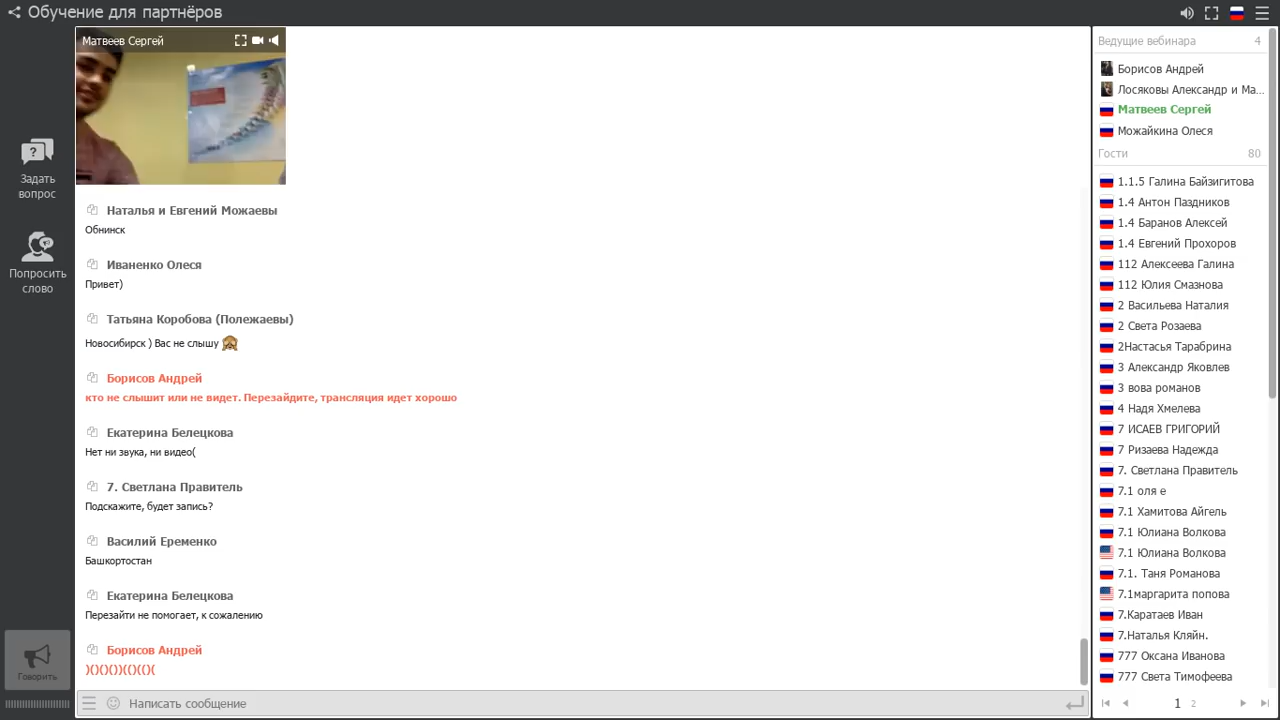 Обучение для партнёров
Матвеев Сергей
Задать
вопрос
Попросить
слово
Говорить
Наталья и Евгений Можаевы
Обнинск
Иваненко Олеся
Привет)
Татьяна Коробова (Полежаевы)
Новосибирск ) Вас не слышу
Борисов Андрей
кто не слышит или не видет. Перезайдите, трансляция идет хорошо
Екатерина Белецкова
Нет ни звука, ни видео(
7. Светлана Правитель
Подскажите, будет запись?
Василий Еременко
Башкортостан
Екатерина Белецкова
Перезайти не помогает, к сожалению
Борисов Андрей
)()()())(()(()(
Написать сообщение
Ведущие вебинара 4
Борисов Андрей
Лосяковы Александр и Ма...
Матвеев Сергей
Можайкина Олеся
Гости 80
1.1.5 Галина Байзигитова
1.4 Антон Паздников
1.4 Баранов Алексей
1.4 Евгений Прохоров
112 Алексеева Галина
112 Юлия Смазнова
2 Васильева Наталия
2 Света Розаева
2Настасья Тарабрина
3 Александр Яковлев
3 вова романов
4 Надя Хмелева
7 ИСАЕВ ГРИГОРИЙ
7 Ризаева Надежда
7. Светлана Правитель
7.1 оля е
7.1 Хамитова Айгель
7.1 Юлиана Волкова
7.1 Юлиана Волкова
7.1. Таня Романова
7.1маргарита попова
7.Каратаев Иван
7.Наталья Кляйн.
777 Оксана Иванова
777 Света Тимофеева
1 2